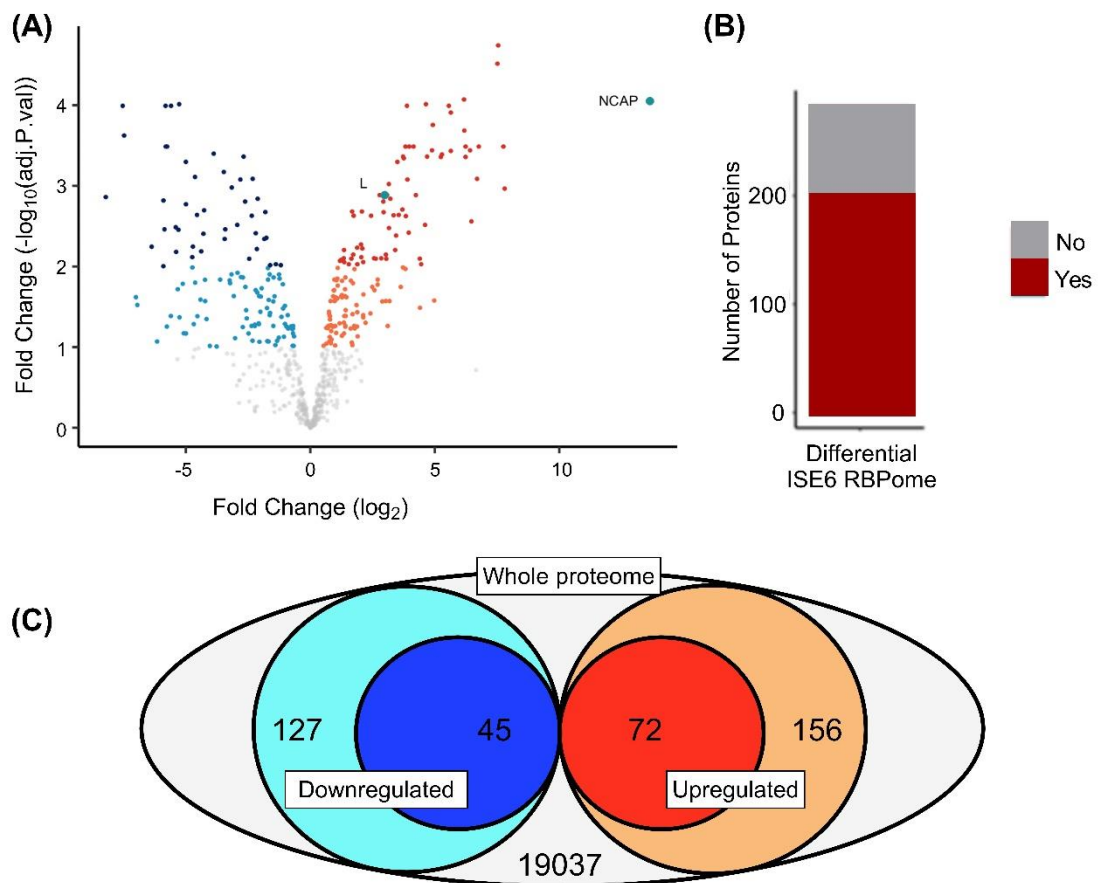 (A)
Fold Change (-log10(adj.P.val))
4
3
2
1
0
NCAP
L
-5
0
5
10
Fold Change (log2)
(B)
Number of Proteins
200
100
0
Differential
ISE6 RBPome
No
Yes
(C)
Whole proteome
127
45
72
156
Downregulated
Upregulated
19037